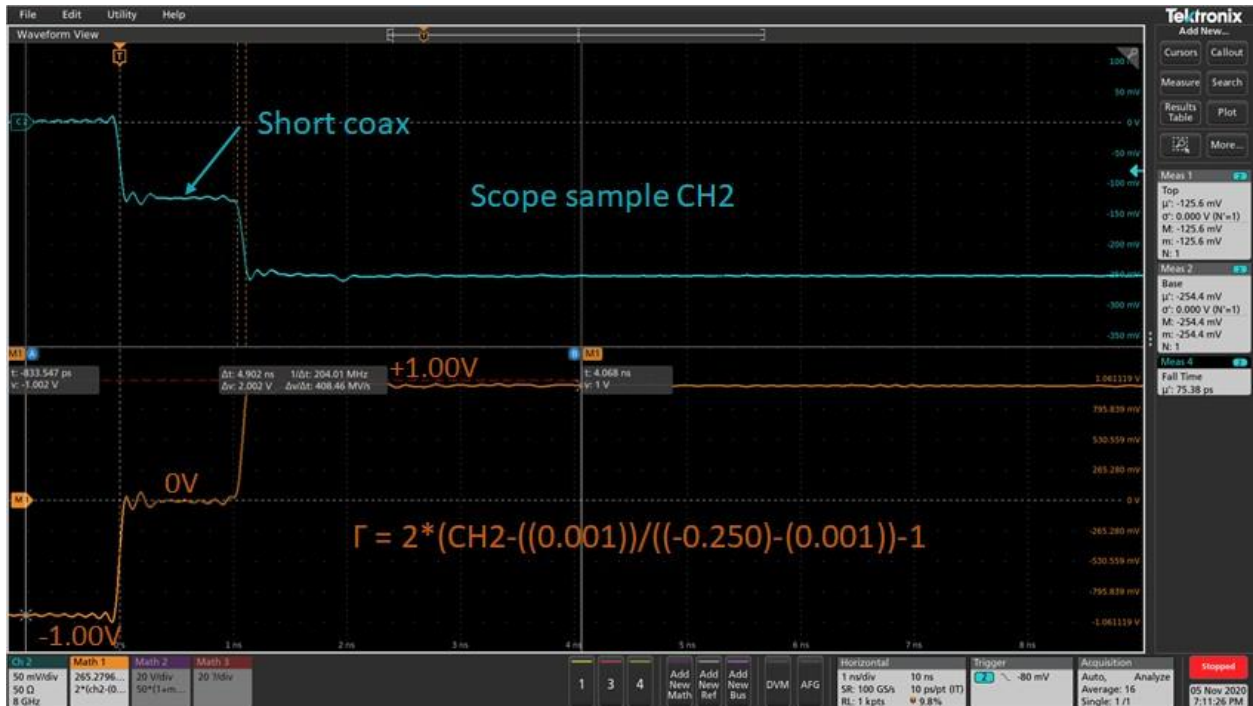 File Edit Utility Help
Tektronix
Waveform View
Add New...
Cursors Callout
Measure Search
Results Table Plot
More...
T
T
C2
100 mV
50 mV
0 V
-50 mV
-100 mV
-150 mV
-200 mV
-250 mV
-300 mV
-350 mV
Short coax
Scope sample CH2
Meas 1 2
Top
µ': -125.6 mV
σ': 0.000 V (N'=1)
M: -125.6 mV
m: -125.6 mV
N: 1
Meas 2 2
Base
µ': -254.4 mV
σ': 0.000 V (N'=1)
M: -254.4 mV
m: -254.4 mV
N: 1
Meas 4 2
Fall Time
µ': 75.38 ps
M1 A
B M1
t: -833.547 ps
v: -1.002 V
Δt: 4.902 ns 1/Δt: 204.01 MHz
Δv: 2.002 V Δv/Δt: 408.46 MV/s
+1.00V
t: 4.068 ns
v: 1 V
1.061119 V
795.839 mV
530.559 mV
265.280 mV
0 V
-265.280 mV
-530.559 mV
-795.839 mV
-1.061119 V
0V
M1
Γ = 2*(CH2-((0.001))/((-0.250)-(0.001))-1
-1.00V
0 s 1 ns 2 ns 3 ns 4 ns 5 ns 6 ns 7 ns 8 ns
Ch 2
50 mV/div
50 Ω
8 GHz
Math 1
265.2796...
2*(ch2-(0...
Math 2
20 V/div
50*(1+m...
Math 3
20 ?/div
1 3 4
Add New Math
Add New Ref
Add New Bus
DVM AFG
Horizontal
1 ns/div 10 ns
SR: 100 GS/s 10 ps/pt (IT)
RL: 1 kpts 9.8%
Trigger
2 -80 mV
Acquisition
Auto, Analyze
Average: 16
Single: 1 /1
Stopped
05 Nov 2020
7:11:26 PM